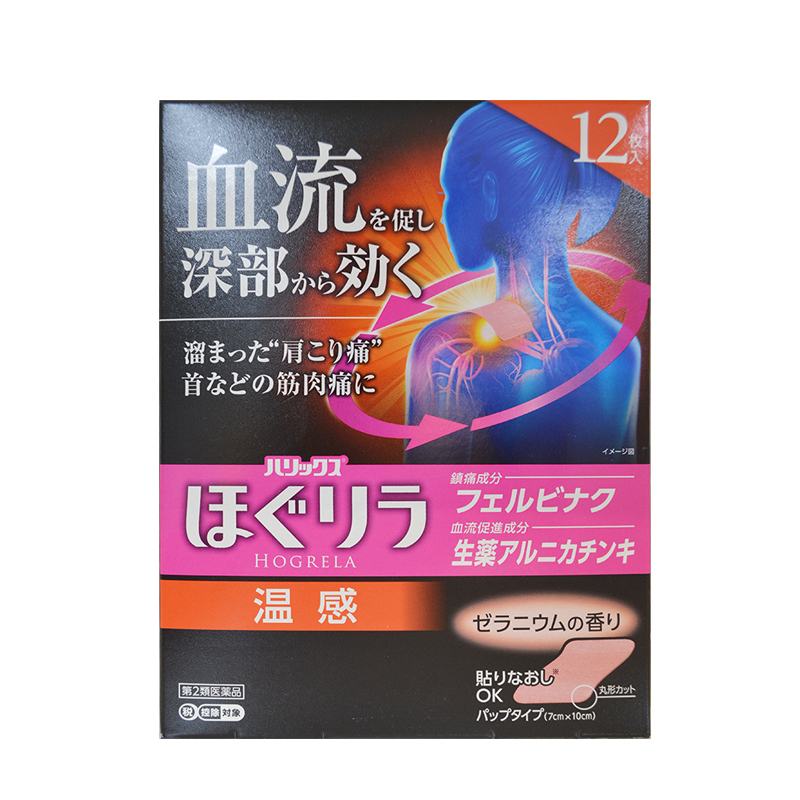 12枚入
血流を促し
深部から効く
溜まった“肩こり痛”
首などの筋肉痛に
イメージ図
ハリックス
ほぐリラ
HOGRELA
鎮痛成分
フェルビナク
血流促進成分
生薬アルニカチンキ
温感
ゼラニウムの香り
貼りなおし※
OK
丸形カット
パップタイプ(7cm×10cm)
第2類医薬品
税 控除 対象